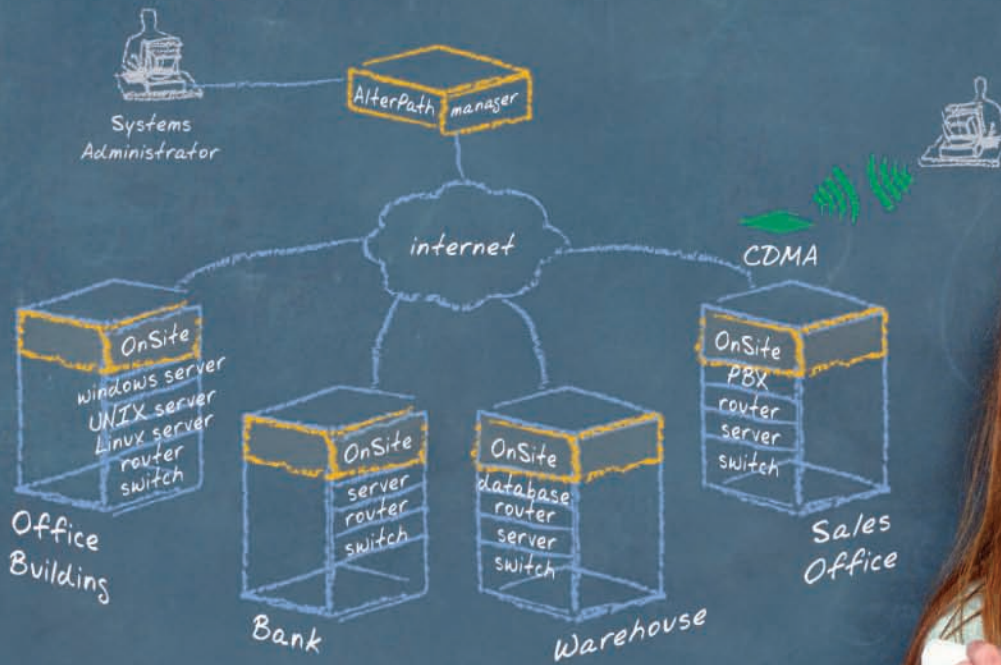 Systems
Administrator
AlterPath manager
internet
CDMA
OnSite
windows server
UNIX server
Linux server
router
switch
Office
Building
OnSite
server
router
switch
Bank
OnSite
database
router
server
switch
Warehouse
OnSite
PBX
router
server
switch
Sales
Office